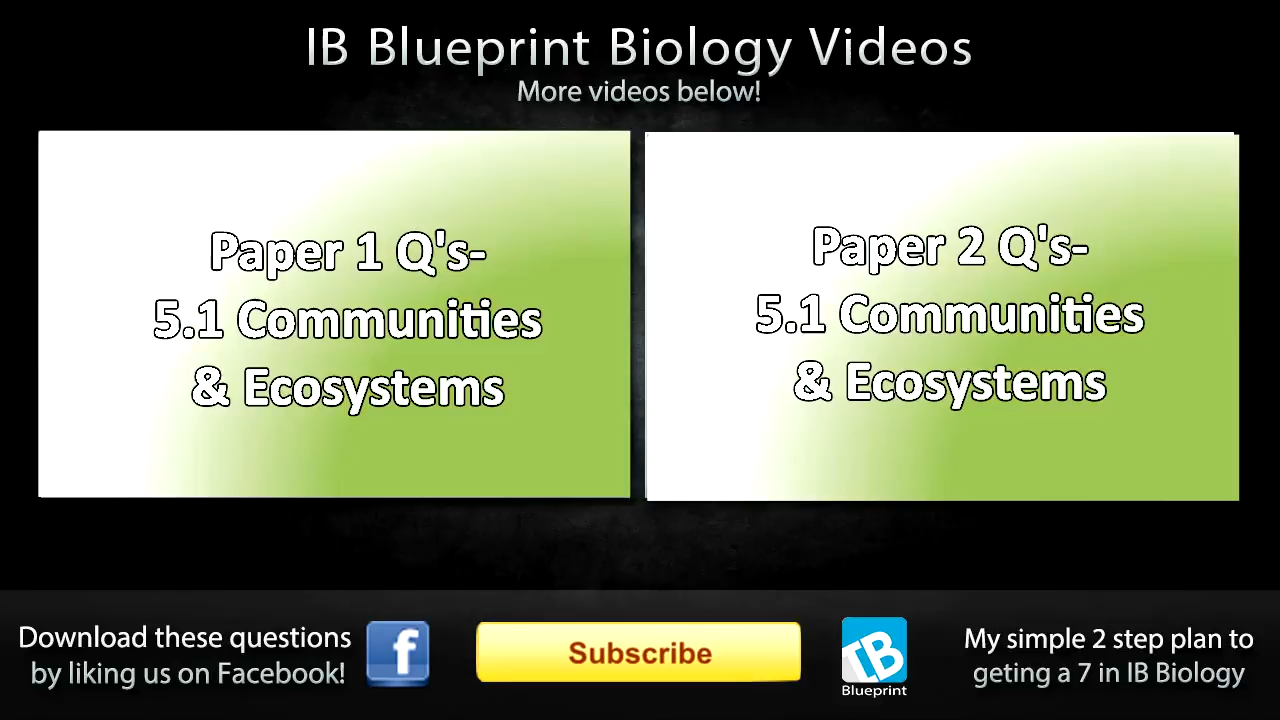 IB Blueprint Biology Videos
More videos below!
Paper 1 Q's-
5.1 Communities
& Ecosystems
Paper 2 Q's-
5.1 Communities
& Ecosystems
Download these questions
by liking us on Facebook!
f
Subscribe
IB
Blueprint
My simple 2 step plan to
geting a 7 in IB Biology